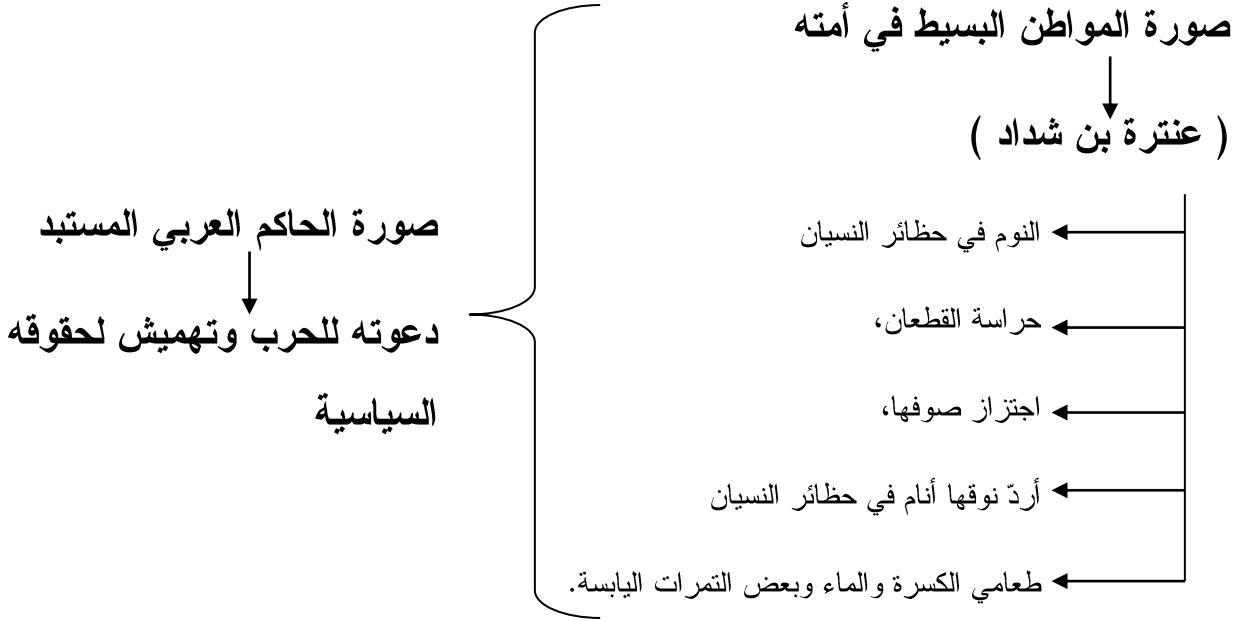 صورة المواطن البسيط في أمته
( عنترة بن شداد )
النوم في حظائر النسيان
حراسة القطعان،
اجتزاز صوفها،
أردّ نوقها أنام في حظائر النسيان
طعامي الكسرة والماء وبعض التمرات اليابسة.
صورة الحاكم العربي المستبد
دعوته للحرب وتهميش لحقوقه
السياسية